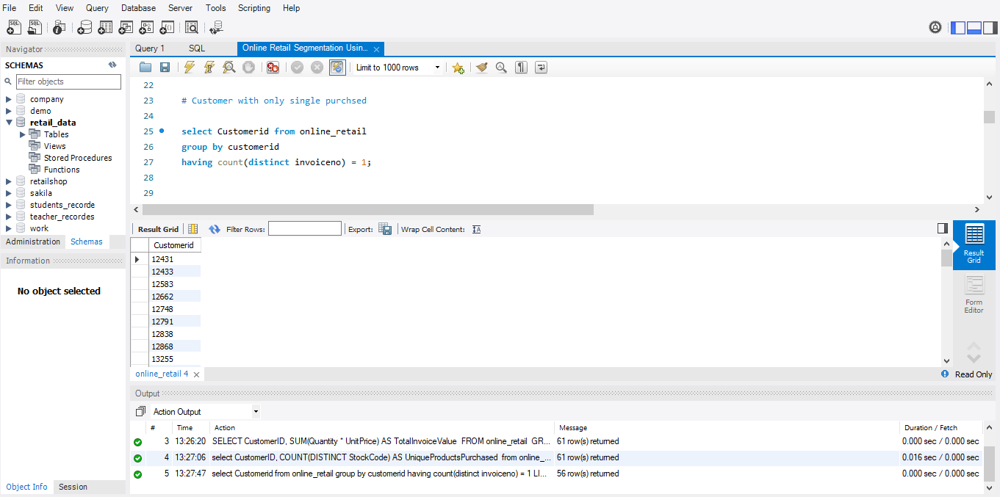 File Edit View Query Database Server Tools Scripting Help
Navigator
SCHEMAS
Filter objects
company
demo
retail_data
Tables
Views
Stored Procedures
Functions
retailshop
sakila
students_recorde
teacher_recordes
work
Administration Schemas
Information
No object selected
Object Info Session
Query 1 SQL Online Retail Segmentation Usin...
Limit to 1000 rows
22
23 # Customer with only single purchsed
24
25 select Customerid from online_retail
26 group by customerid
27 having count(distinct invoiceno) = 1;
28
29
Result Grid Filter Rows: Export: Wrap Cell Content:
Customerid
12431
12433
12583
12662
12748
12791
12838
12868
13255
Result
Grid
Form
Editor
online_retail 4
Read Only
Output
Action Output
# Time Action Message Duration / Fetch
3 13:26:20 SELECT CustomerID, SUM(Quantity * UnitPrice) AS TotalInvoiceValue FROM online_retail GR... 61 row(s) returned 0.000 sec / 0.000 sec
4 13:27:06 select CustomerID, COUNT(DISTINCT StockCode) AS UniqueProductsPurchased from online_... 61 row(s) returned 0.016 sec / 0.000 sec
5 13:27:47 select Customerid from online_retail group by customerid having count(distinct invoiceno) = 1 LI... 56 row(s) returned 0.000 sec / 0.000 sec